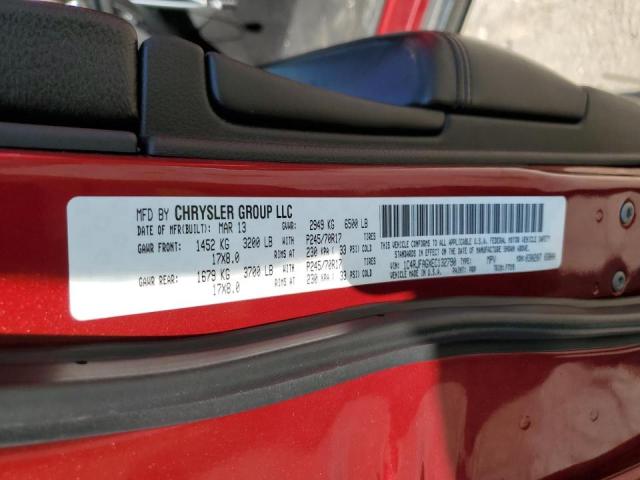 MFD BY CHRYSLER GROUP LLC
DATE OF MFR(BUILT): MAR 13 GVWR: 2949 KG 6500 LB
GAWR FRONT: 1452 KG 3200 LB P245/70R17 TIRES
17X8.0 RIMS AT 230 KPA / 33 PSI COLD
GAWR REAR: 1679 KG 3700 LB P245/70R17 TIRES
17X8.0 RIMS AT 230 KPA / 33 PSI COLD
THIS VEHICLE CONFORMS TO ALL APPLICABLE U.S.A. FEDERAL MOTOR VEHICLE SAFETY
STANDARDS IN EFFECT ON THE DATE OF MANUFACTURE SHOWN ABOVE.
VIN: TYPE: MPV MDH:
VEHICLE MADE IN U.S.A. PAINT: TRIM: